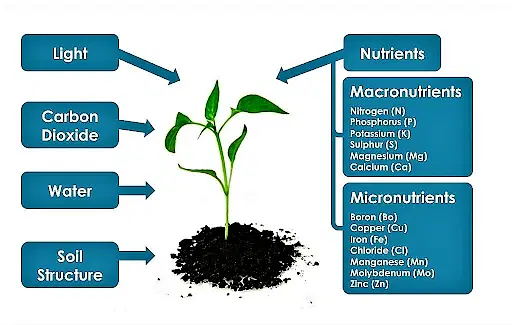 Light
Carbon
Dioxide
Water
Soil
Structure
Nutrients
Macronutrients
Nitrogen (N)
Phosphorus (P)
Potassium (K)
Sulphur (S)
Magnesium (Mg)
Calcium (Ca)
Micronutrients
Boron (Bo)
Copper (Cu)
Iron (Fe)
Chloride (Cl)
Manganese (Mn)
Molybdenum (Mo)
Zinc (Zn)